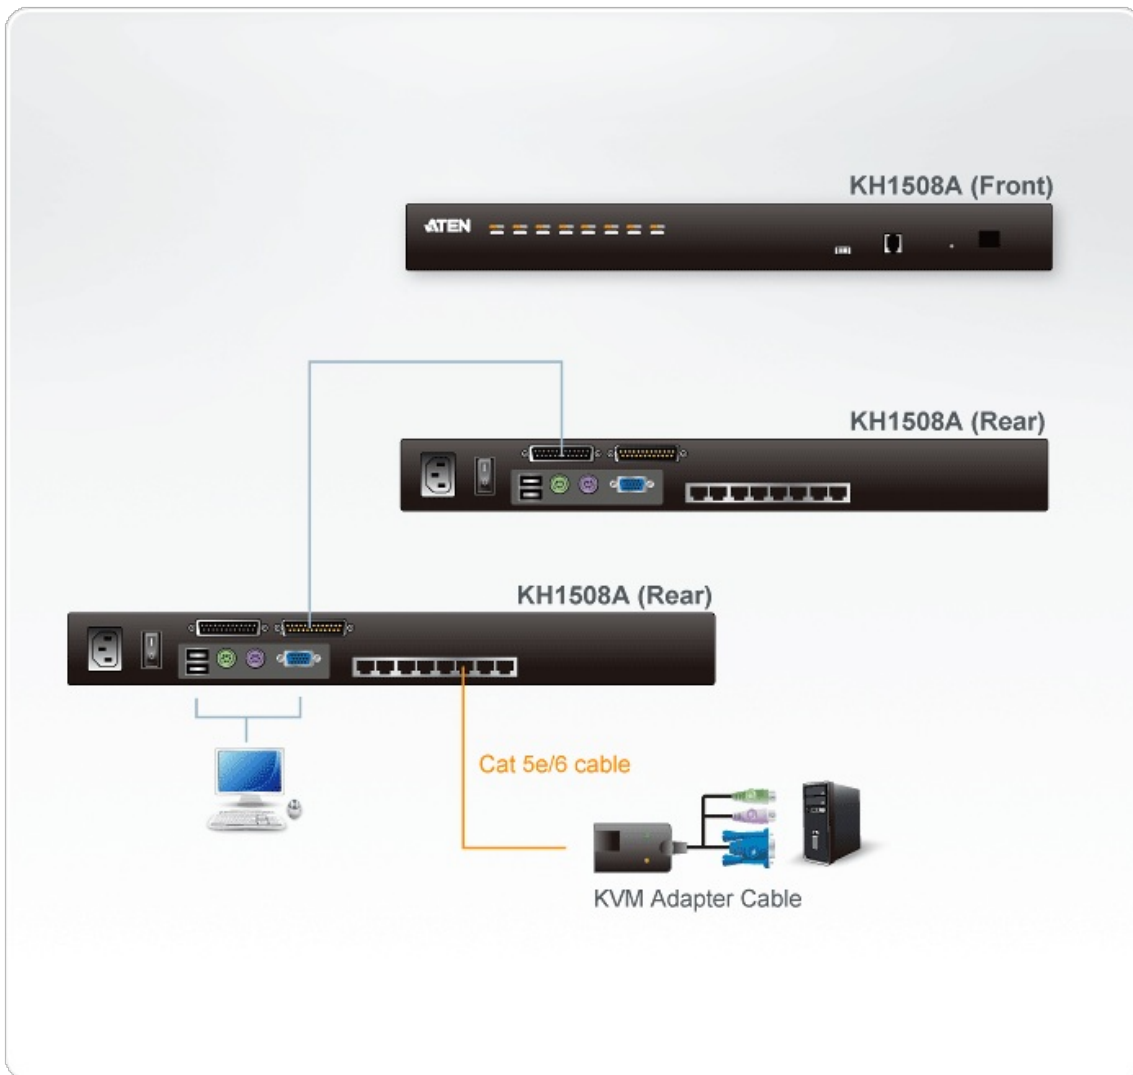 KH1508A (Front)
ATEN
KH1508A (Rear)
KH1508A (Rear)
Cat 5e/6 cable
KVM Adapter Cable